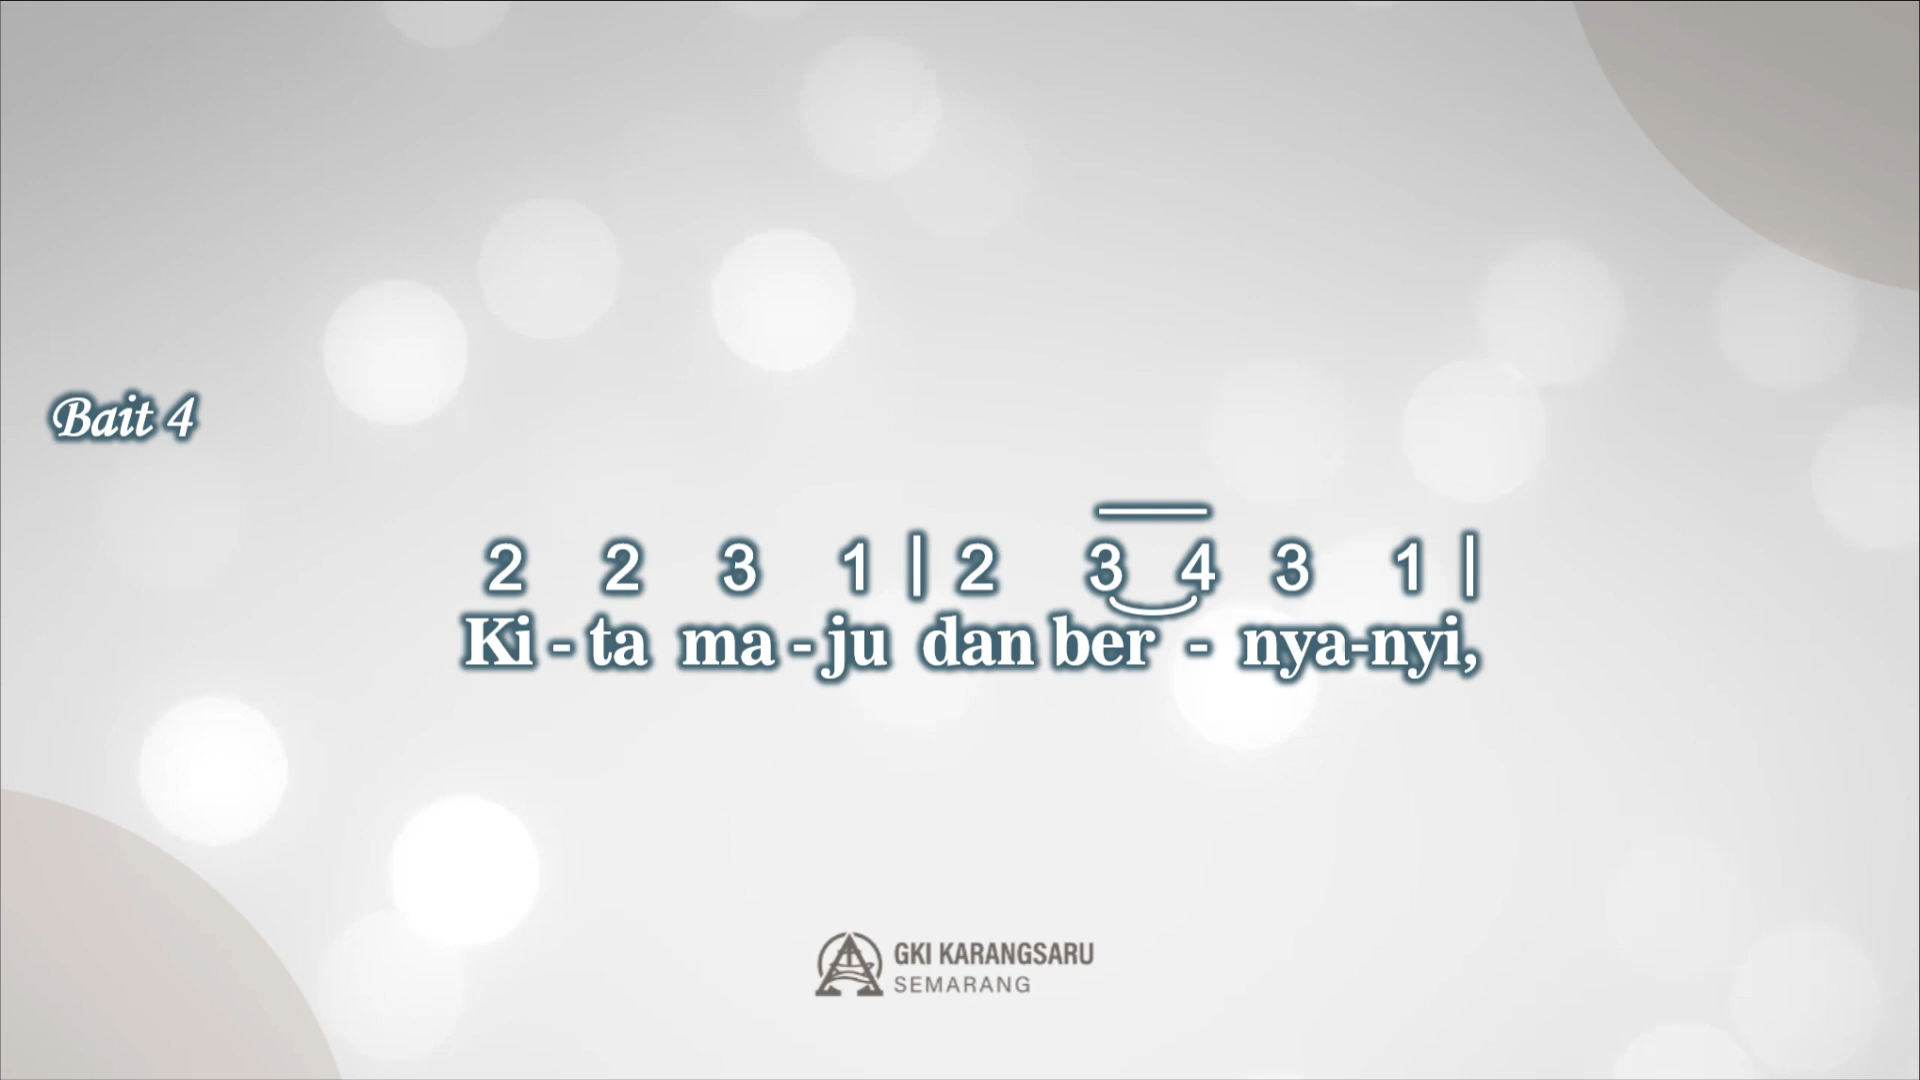 Bait 4
2 2 3 1 | 2 3 4 3 1 |
Ki - ta ma - ju dan ber - nya-nyi,
GKI KARANGSARU
SEMARANG